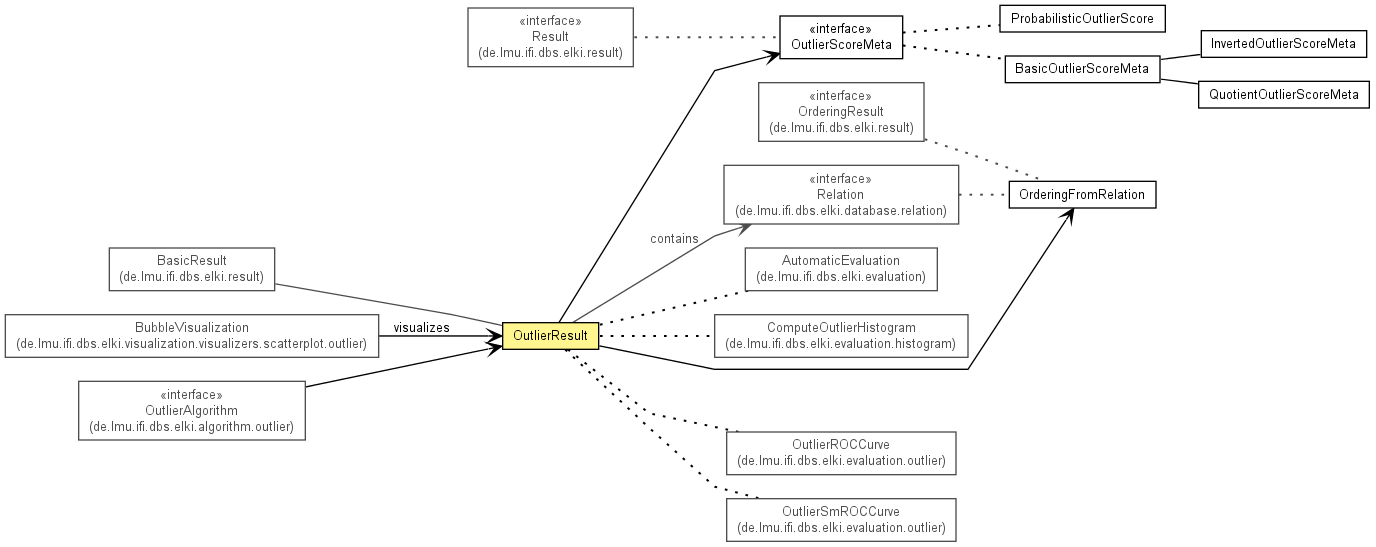 «interface»
Result
(de.lmu.ifi.dbs.elki.result)
«interface»
OutlierScoreMeta
ProbabilisticOutlierScore
BasicOutlierScoreMeta
InvertedOutlierScoreMeta
QuotientOutlierScoreMeta
«interface»
OrderingResult
(de.lmu.ifi.dbs.elki.result)
«interface»
Relation
(de.lmu.ifi.dbs.elki.database.relation)
OrderingFromRelation
contains
BasicResult
(de.lmu.ifi.dbs.elki.result)
AutomaticEvaluation
(de.lmu.ifi.dbs.elki.evaluation)
BubbleVisualization
(de.lmu.ifi.dbs.elki.visualization.visualizers.scatterplot.outlier)
visualizes
OutlierResult
ComputeOutlierHistogram
(de.lmu.ifi.dbs.elki.evaluation.histogram)
«interface»
OutlierAlgorithm
(de.lmu.ifi.dbs.elki.algorithm.outlier)
OutlierROCCurve
(de.lmu.ifi.dbs.elki.evaluation.outlier)
OutlierSmROCCurve
(de.lmu.ifi.dbs.elki.evaluation.outlier)